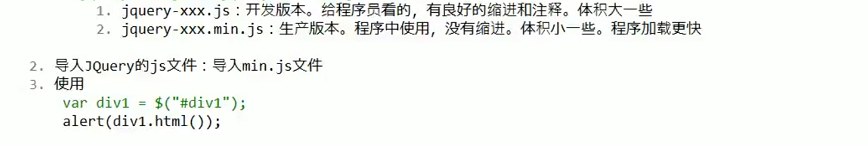 1. jquery-xxx.js：开发版本。给程序员看的，有良好的缩进和注释。体积大一些
2. jquery-xxx.min.js：生产版本。程序中使用，没有缩进。体积小一些。程序加载更快
2. 导入JQuery的js文件：导入min.js文件
3. 使用
var div1 = $("#div1");
alert(div1.html());